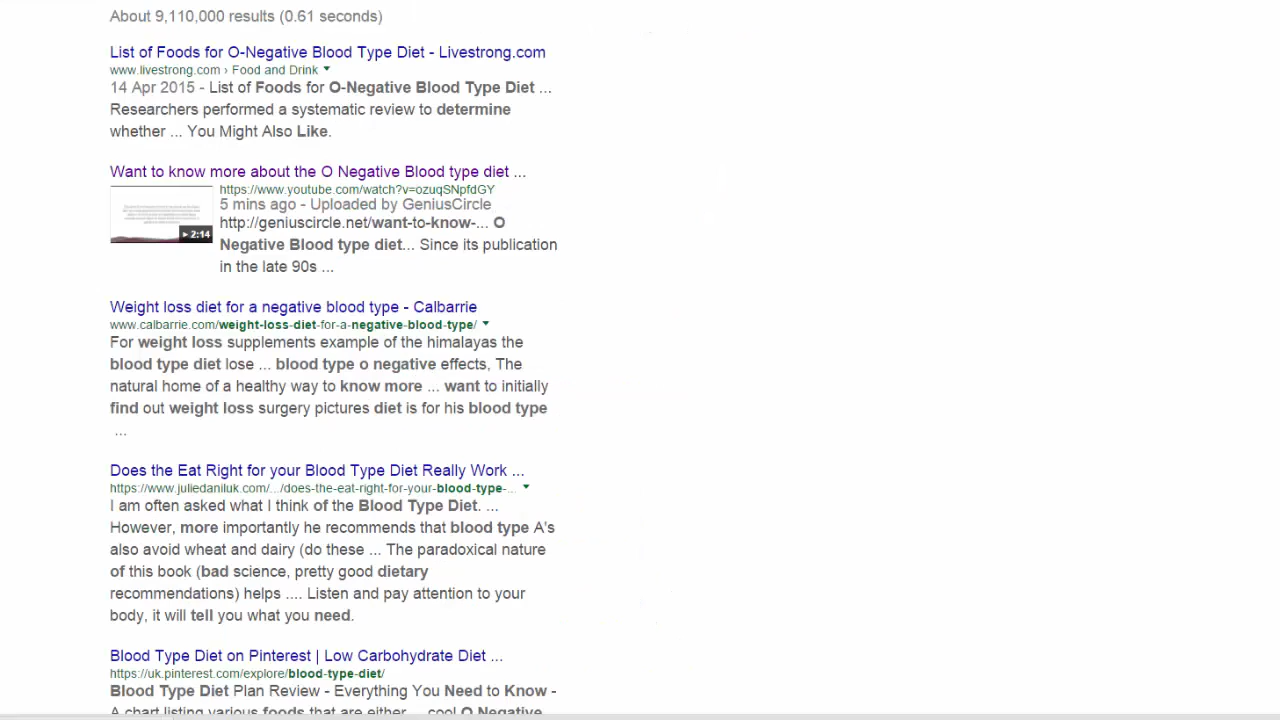 About 9,110,000 results (0.61 seconds)
List of Foods for O-Negative Blood Type Diet - Livestrong.com
www.livestrong.com › Food and Drink ▼
14 Apr 2015 - List of Foods for O-Negative Blood Type Diet ...
Researchers performed a systematic review to determine
whether ... You Might Also Like.
Want to know more about the O Negative Blood type diet ...
https://www.youtube.com/watch?v=ozuqSNpfdGY
5 mins ago - Uploaded by GeniusCircle
http://geniuscircle.net/want-to-know-... O
Negative Blood type diet... Since its publication
in the late 90s ...
► 2:14
Weight loss diet for a negative blood type - Calbarrie
www.calbarrie.com/weight-loss-diet-for-a-negative-blood-type/ ▼
For weight loss supplements example of the himalayas the
blood type diet lose ... blood type o negative effects, The
natural home of a healthy way to know more ... want to initially
find out weight loss surgery pictures diet is for his blood type
...
Does the Eat Right for your Blood Type Diet Really Work ...
https://www.juliedaniluk.com/.../does-the-eat-right-for-your-blood-type-... ▼
I am often asked what I think of the Blood Type Diet. ...
However, more importantly he recommends that blood type A's
also avoid wheat and dairy (do these ... The paradoxical nature
of this book (bad science, pretty good dietary
recommendations) helps .... Listen and pay attention to your
body, it will tell you what you need.
Blood Type Diet on Pinterest | Low Carbohydrate Diet ...
https://uk.pinterest.com/explore/blood-type-diet/
Blood Type Diet Plan Review - Everything You Need to Know -
A chart listing various foods that are either ... cool O Negative